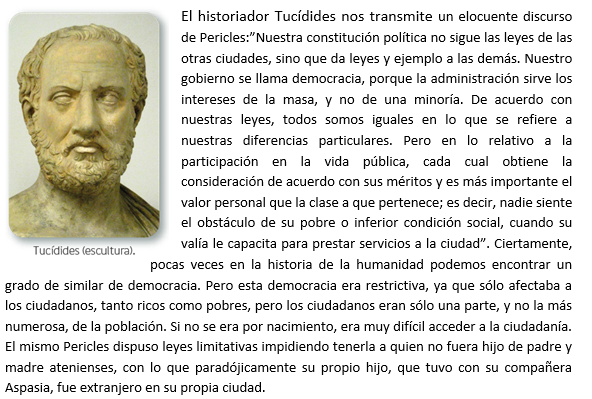 El historiador Tucídides nos transmite un elocuente discurso
de Pericles:”Nuestra constitución política no sigue las leyes de las
otras ciudades, sino que da leyes y ejemplo a las demás. Nuestro
gobierno se llama democracia, porque la administración sirve los
intereses de la masa, y no de una minoría. De acuerdo con
nuestras leyes, todos somos iguales en lo que se refiere a
nuestras diferencias particulares. Pero en lo relativo a la
participación en la vida pública, cada cual obtiene la
consideración de acuerdo con sus méritos y es más importante el
valor personal que la clase a que pertenece; es decir, nadie siente
el obstáculo de su pobre o inferior condición social, cuando su
valía le capacita para prestar servicios a la ciudad”. Ciertamente,
Tucídides (escultura).
pocas veces en la historia de la humanidad podemos encontrar un
grado de similar de democracia. Pero esta democracia era restrictiva, ya que sólo afectaba a
los ciudadanos, tanto ricos como pobres, pero los ciudadanos eran sólo una parte, y no la más
numerosa, de la población. Si no se era por nacimiento, era muy difícil acceder a la ciudadanía.
El mismo Pericles dispuso leyes limitativas impidiendo tenerla a quien no fuera hijo de padre y
madre atenienses, con lo que paradójicamente su propio hijo, que tuvo con su compañera
Aspasia, fue extranjero en su propia ciudad.